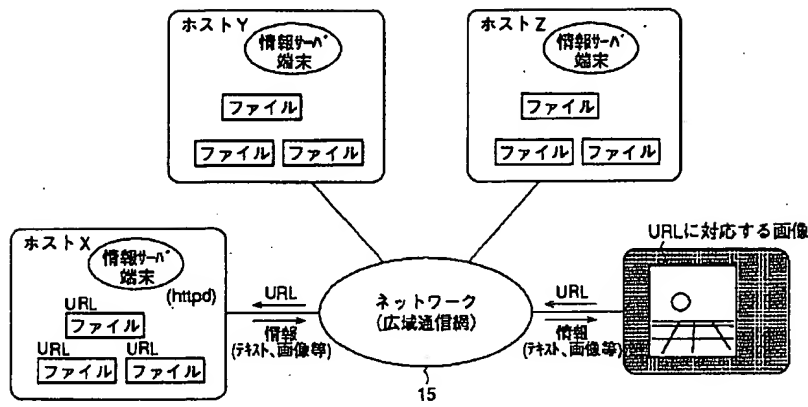 ホストY
情報サーバ
端末
ファイル
ファイル ファイル
ホストZ
情報サーバ
端末
ファイル
ファイル ファイル
ホストX
情報サーバ
端末
(httpd)
URL
ファイル
URL URL
ファイル ファイル
URL
情報
(テキスト、画像等)
ネットワーク
(広域通信網)
15
URL
情報
(テキスト、画像等)
URLに対応する画像